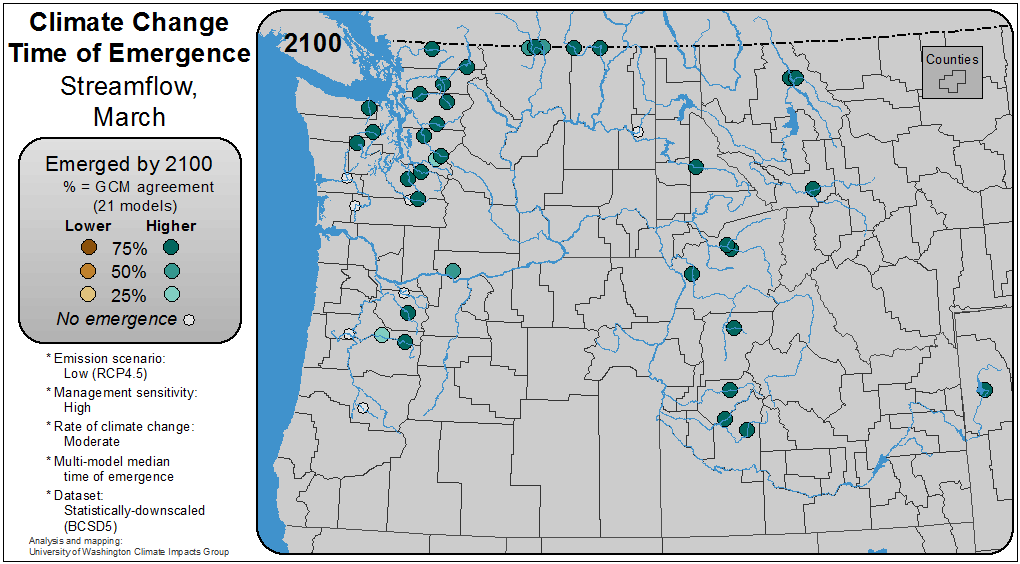 Climate Change
Time of Emergence
Streamflow,
March
Emerged by 2100
% = GCM agreement
(21 models)
Lower Higher
75%
50%
25%
No emergence
* Emission scenario:
Low (RCP4.5)
* Management sensitivity:
High
* Rate of climate change:
Moderate
* Multi-model median
time of emergence
* Dataset:
Statistically-downscaled
(BCSD5)
Analysis and mapping:
University of Washington Climate Impacts Group
2100
Counties